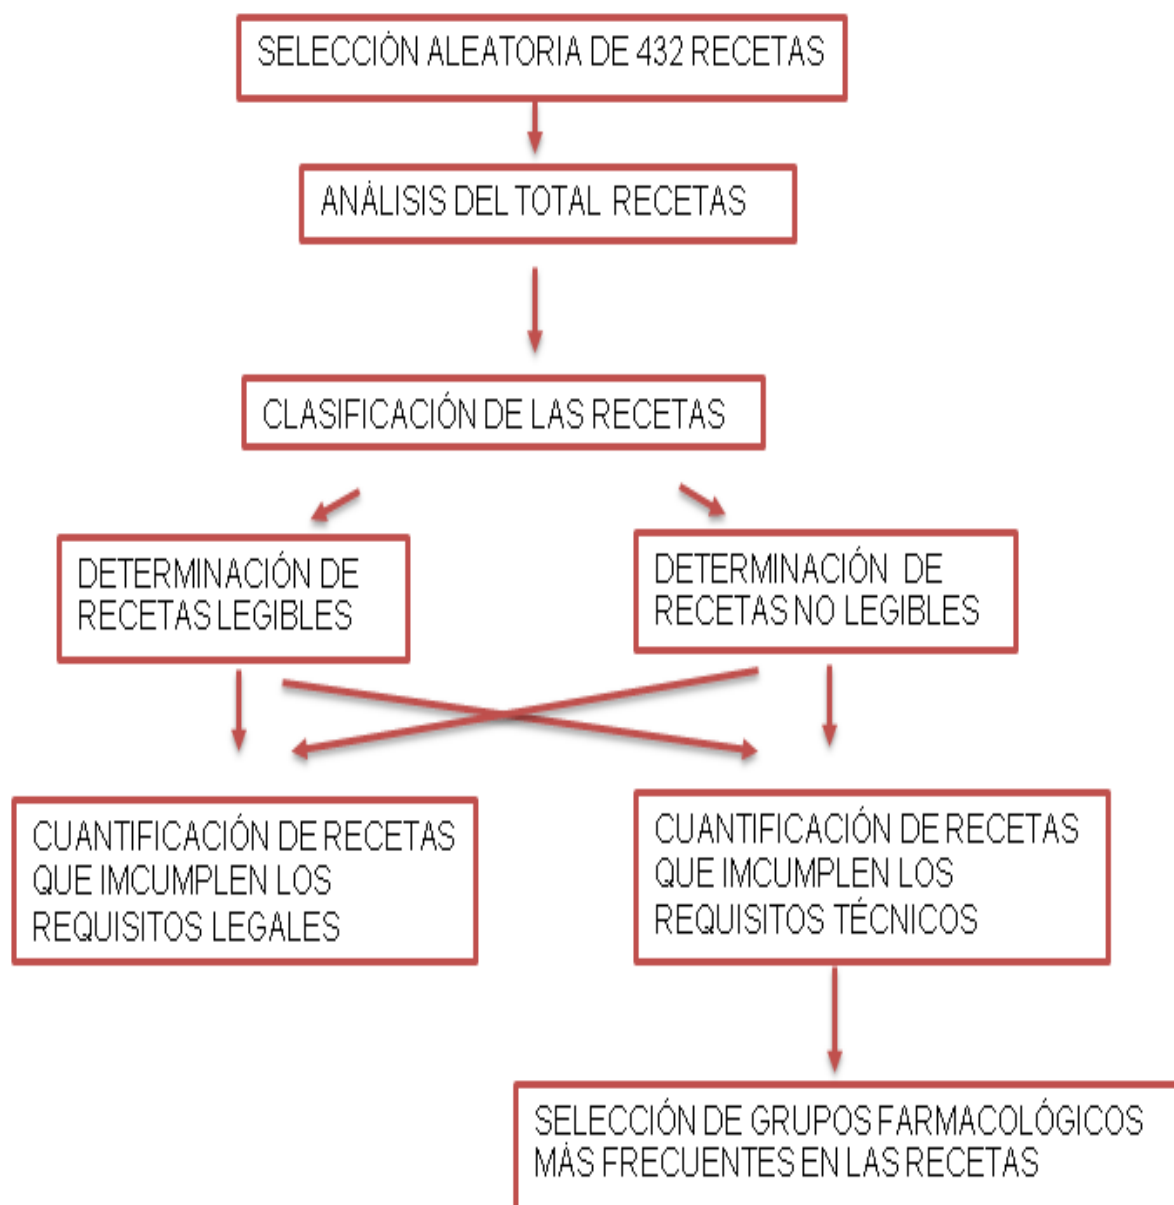 SELECCIÓN ALEATORIA DE 432 RECETAS
ANÁLISIS DEL TOTAL RECETAS
CLASIFICACIÓN DE LAS RECETAS
DETERMINACIÓN DE
RECETAS LEGIBLES
DETERMINACIÓN DE
RECETAS NO LEGIBLES
CUANTIFICACIÓN DE RECETAS
QUE IMCUMPLEN LOS
REQUISITOS LEGALES
CUANTIFICACIÓN DE RECETAS
QUE IMCUMPLEN LOS
REQUISITOS TÉCNICOS
SELECCIÓN DE GRUPOS FARMACOLÓGICOS
MÁS FRECUENTES EN LAS RECETAS